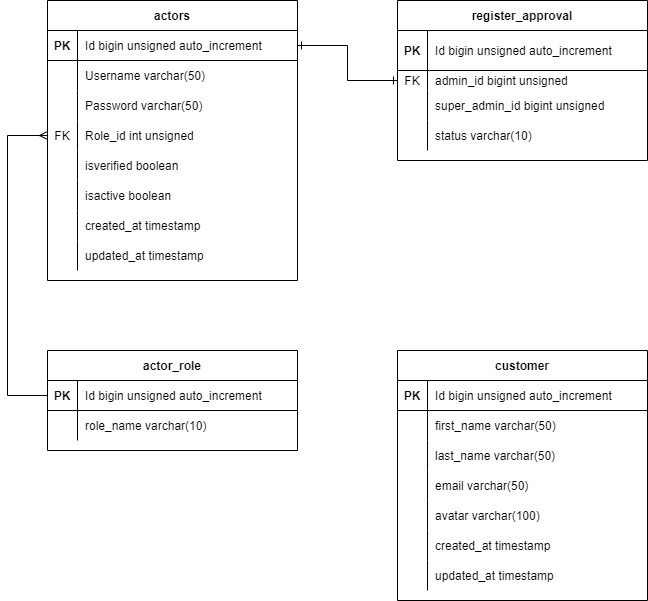 actors
PK Id bigin unsigned auto_increment
Username varchar(50)
Password varchar(50)
FK Role_id int unsigned
isverified boolean
isactive boolean
created_at timestamp
updated_at timestamp
register_approval
PK Id bigin unsigned auto_increment
FK admin_id bigint unsigned
super_admin_id bigint unsigned
status varchar(10)
actor_role
PK Id bigin unsigned auto_increment
role_name varchar(10)
customer
PK Id bigin unsigned auto_increment
first_name varchar(50)
last_name varchar(50)
email varchar(50)
avatar varchar(100)
created_at timestamp
updated_at timestamp